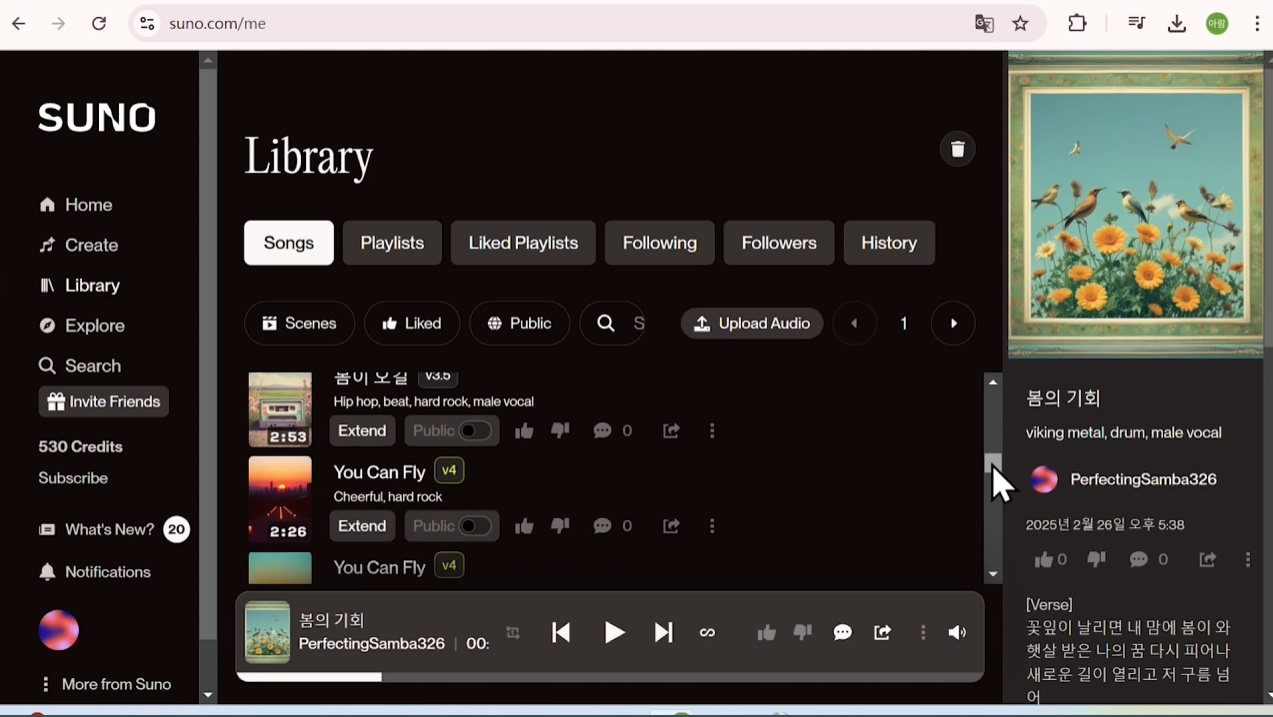 suno.com/me
아람
SUNO
Home
Create
Library
Explore
Search
Invite Friends
530 Credits
Subscribe
What's New? 20
Notifications
More from Suno
Library
Songs Playlists Liked Playlists Following Followers History
Scenes Liked Public S Upload Audio 1
봄이 오길 v3.5
Hip hop, beat, hard rock, male vocal
2:53
Extend Public 0
You Can Fly v4
Cheerful, hard rock
2:26
Extend Public 0
You Can Fly v4
봄의 기회
PerfectingSamba326 | 00:
봄의 기회
viking metal, drum, male vocal
PerfectingSamba326
2025년 2월 26일 오후 5:38
0 0
[Verse]
꽃잎이 날리면 내 맘에 봄이 와
햇살 받은 나의 꿈 다시 피어나
새로운 길이 열리고 저 구름 넘
어